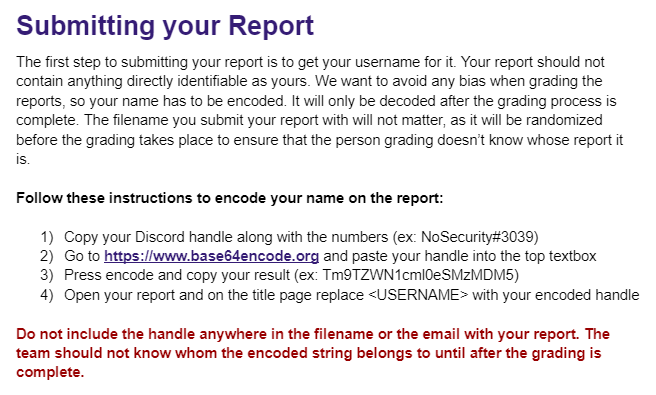 Submitting your Report
The first step to submitting your report is to get your username for it. Your report should not
contain anything directly identifiable as yours. We want to avoid any bias when grading the
reports, so your name has to be encoded. It will only be decoded after the grading process is
complete. The filename you submit your report with will not matter, as it will be randomized
before the grading takes place to ensure that the person grading doesn't know whose report it
is.
Follow these instructions to encode your name on the report:
1) Copy your Discord handle along with the numbers (ex: NoSecurity#3039)
2) Go to https://www.base64encode.org and paste your handle into the top textbox
3) Press encode and copy your result (ex: Tm9TZWN1cml0eSMzMDM5)
4) Open your report and on the title page replace <USERNAME> with your encoded handle
Do not include the handle anywhere in the filename or the email with your report. The
team should not know whom the encoded string belongs to until after the grading is
complete.